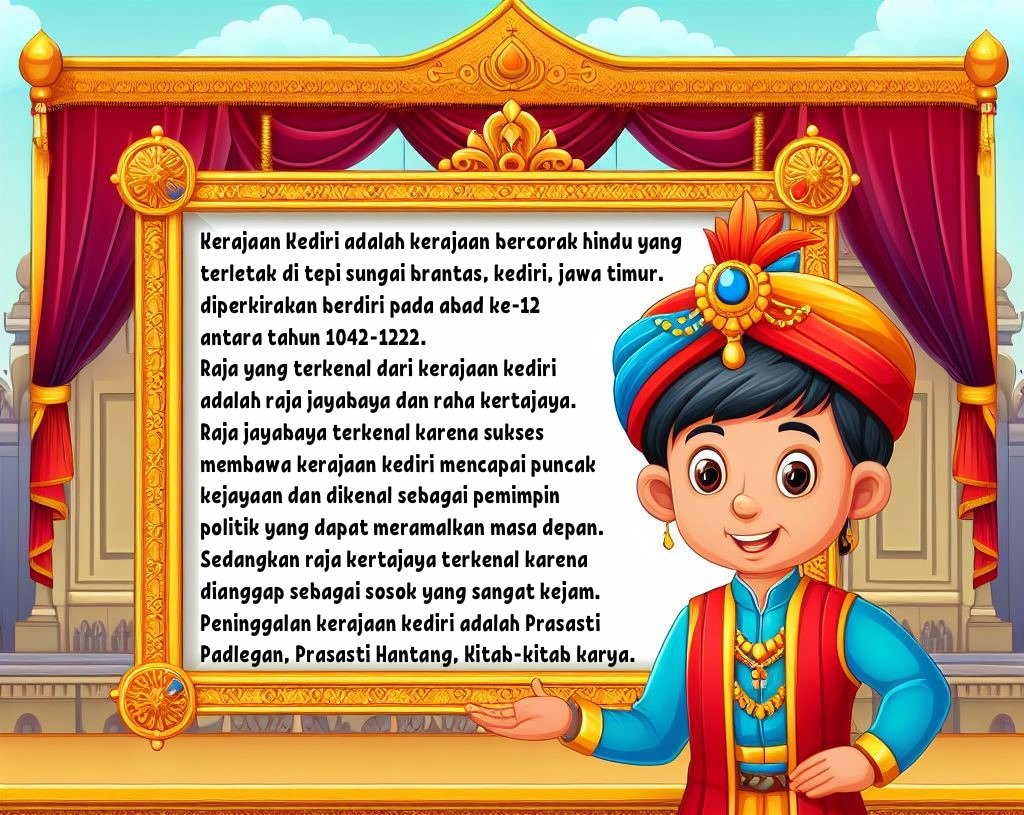 Kerajaan Kediri adalah kerajaan bercorak hindu yang
terletak di tepi sungai brantas, kediri, jawa timur.
diperkirakan berdiri pada abad ke-12
antara tahun 1042-1222.
Raja yang terkenal dari kerajaan kediri
adalah raja jayabaya dan raha kertajaya.
Raja jayabaya terkenal karena sukses
membawa kerajaan kediri mencapai puncak
kejayaan dan dikenal sebagai pemimpin
politik yang dapat meramalkan masa depan.
Sedangkan raja kertajaya terkenal karena
dianggap sebagai sosok yang sangat kejam.
Peninggalan kerajaan kediri adalah Prasasti
Padlegan, Prasasti Hantang, Kitab-kitab karya.